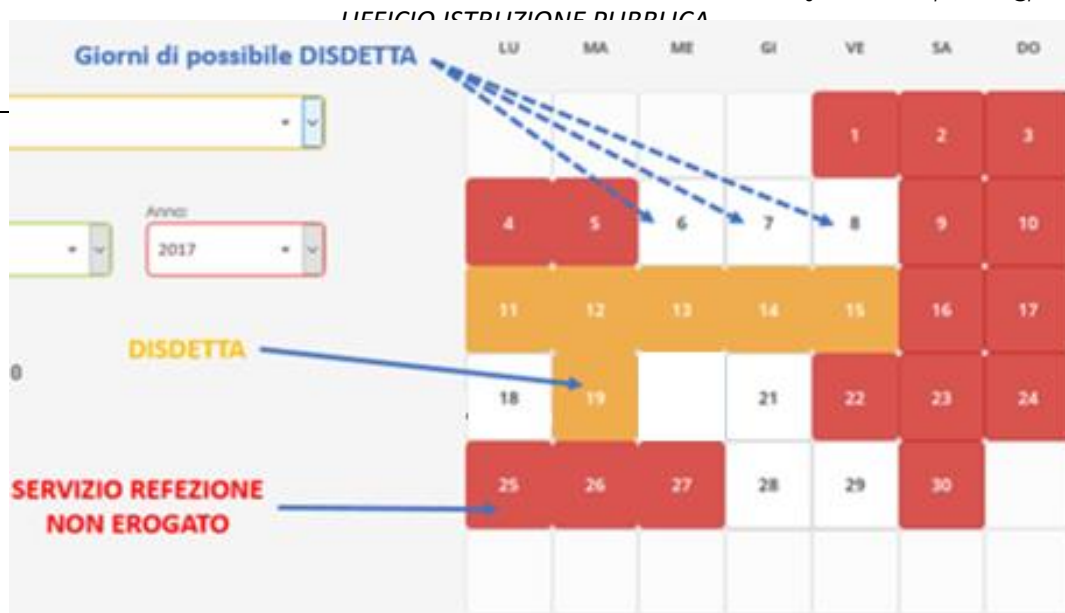 UFFICIO ISTRUZIONE PUBBLICA
Giorni di possibile DISDETTA
LU MA ME GI VE SA DO
1 2 3
Anno:
2017
4 5 6 7 8 9 10
11 12 13 14 15 16 17
DISDETTA
0
18 19 21 22 23 24
SERVIZIO REFEZIONE
NON EROGATO
25 26 27 28 29 30